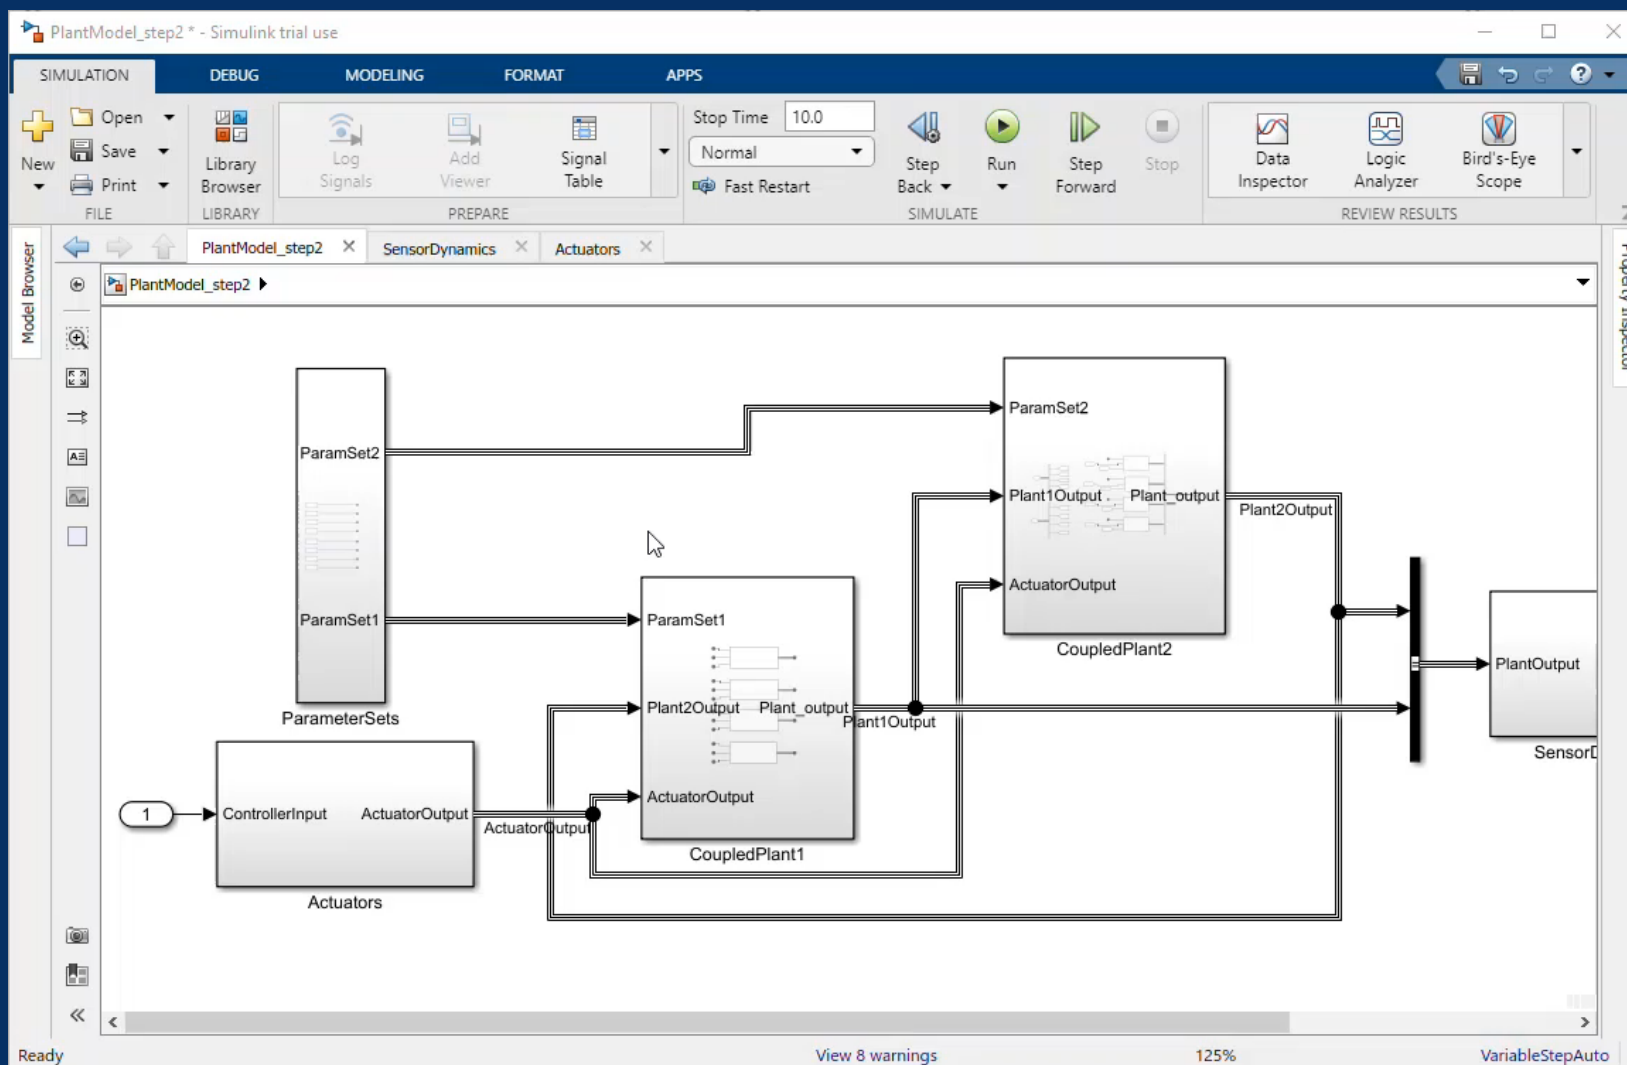 PlantModel_step2 * - Simulink trial use
SIMULATION
DEBUG
MODELING
FORMAT
APPS
New
Open
Save
Print
FILE
Library
Browser
LIBRARY
Log
Signals
Add
Viewer
Signal
Table
PREPARE
Stop Time
10.0
Normal
Fast Restart
Step
Back
Run
Step
Forward
Stop
SIMULATE
Data
Inspector
Logic
Analyzer
Bird's-Eye
Scope
REVIEW RESULTS
Model Browser
PlantModel_step2
SensorDynamics
Actuators
Property Inspector
PlantModel_step2
ParamSet2
ParamSet1
ParameterSets
1
ControllerInput
ActuatorOutput
Actuators
ActuatorOutput
ParamSet1
Plant2Output
Plant_output
ActuatorOutput
CoupledPlant1
Plant1Output
ParamSet2
Plant1Output
Plant_output
ActuatorOutput
CoupledPlant2
Plant2Output
PlantOutput
SensorD
Ready
View 8 warnings
125%
VariableStepAuto